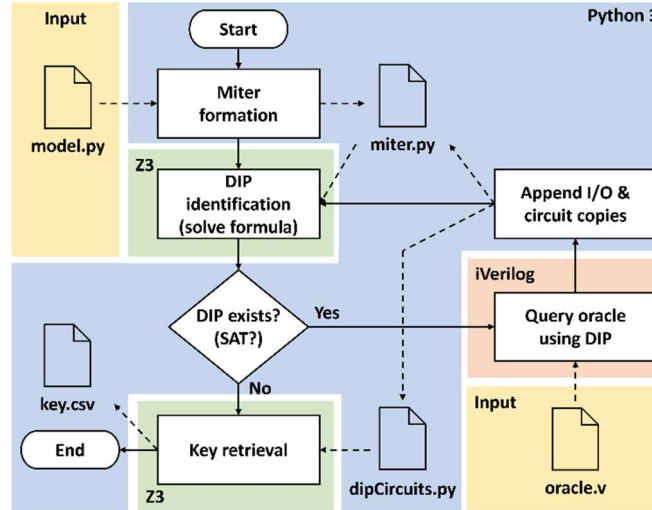 Input
Python 3
Start
Miter
formation
model.py
miter.py
Z3
DIP
identification
(solve formula)
Append I/O &
circuit copies
iVerilog
DIP exists?
(SAT?)
Yes
Query oracle
using DIP
No
key.csv
Input
End
Key retrieval
Z3
dipCircuits.py
oracle.v